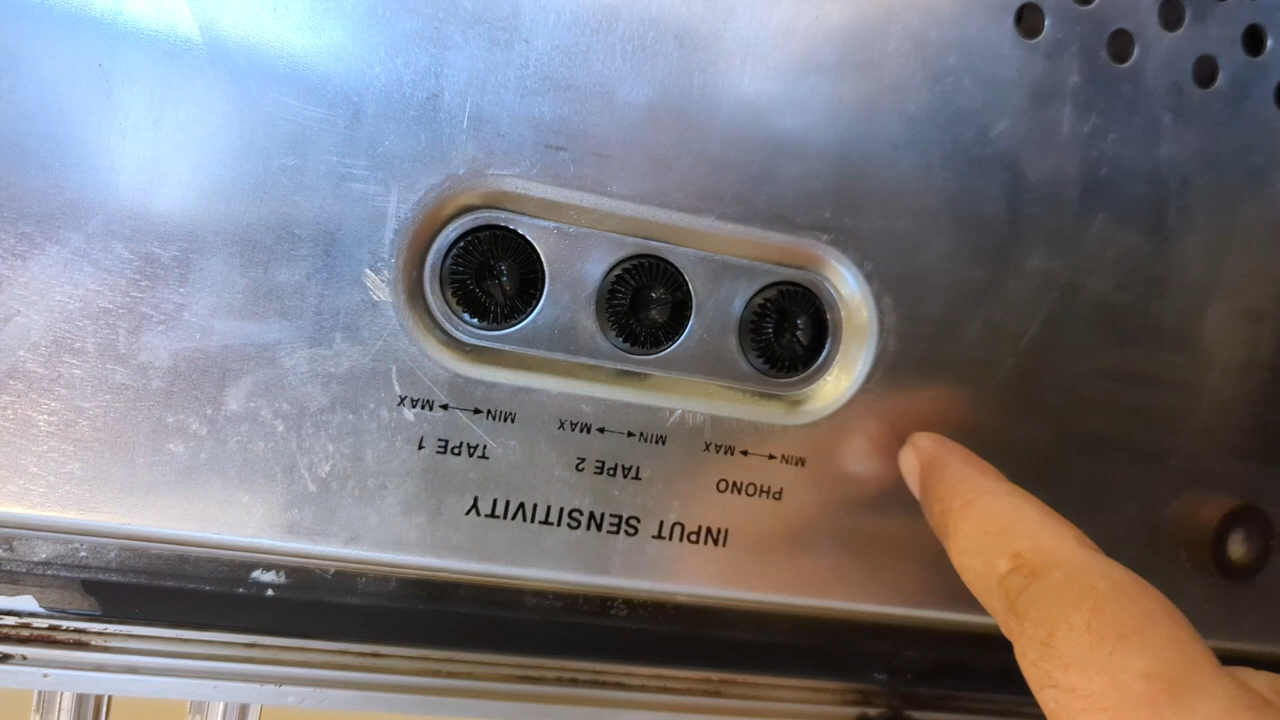 INPUT SENSITIVITY
PHONO TAPE 2 TAPE 1
MIN ↔ MAX MIN ↔ MAX MIN ↔ MAX